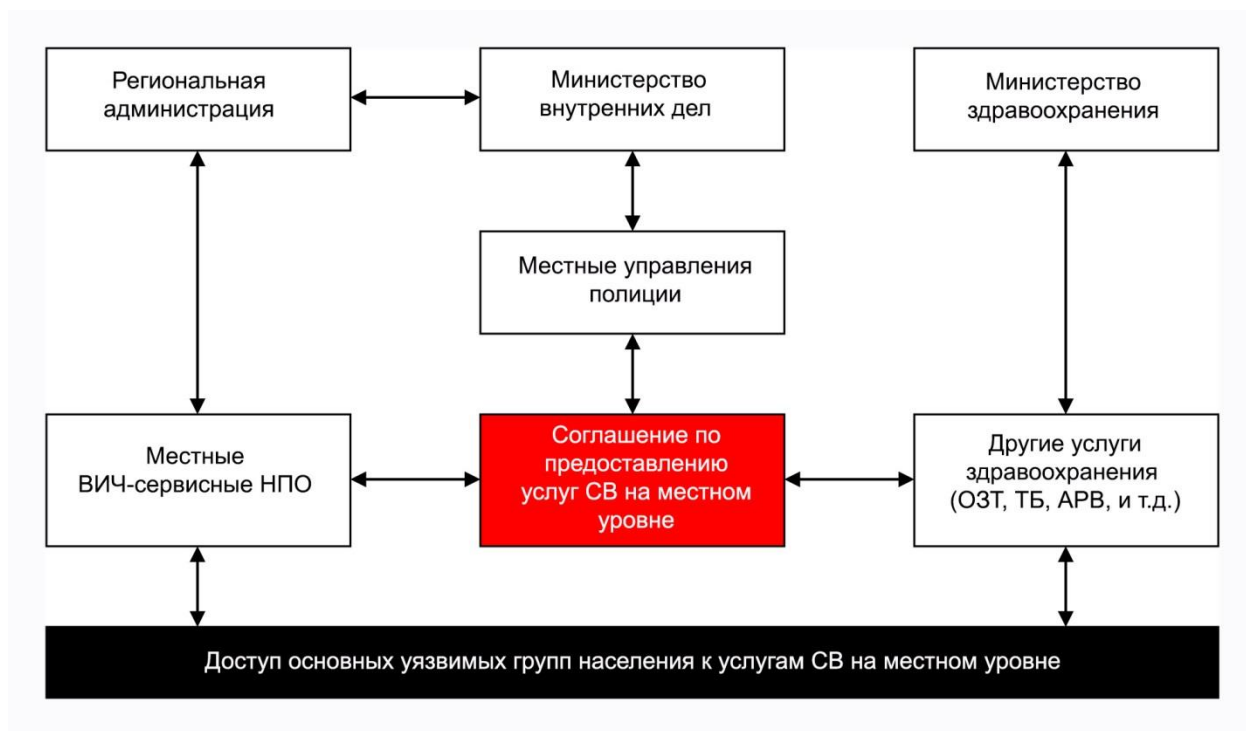 Региональная
администрация
Министерство
внутренних дел
Министерство
здравоохранения
Местные управления
полиции
Местные
ВИЧ-сервисные НПО
Соглашение по
предоставлению
услуг СВ на местном
уровне
Другие услуги
здравоохранения
(ОЗТ, ТБ, АРВ, и т.д.)
Доступ основных уязвимых групп населения к услугам СВ на местном уровне